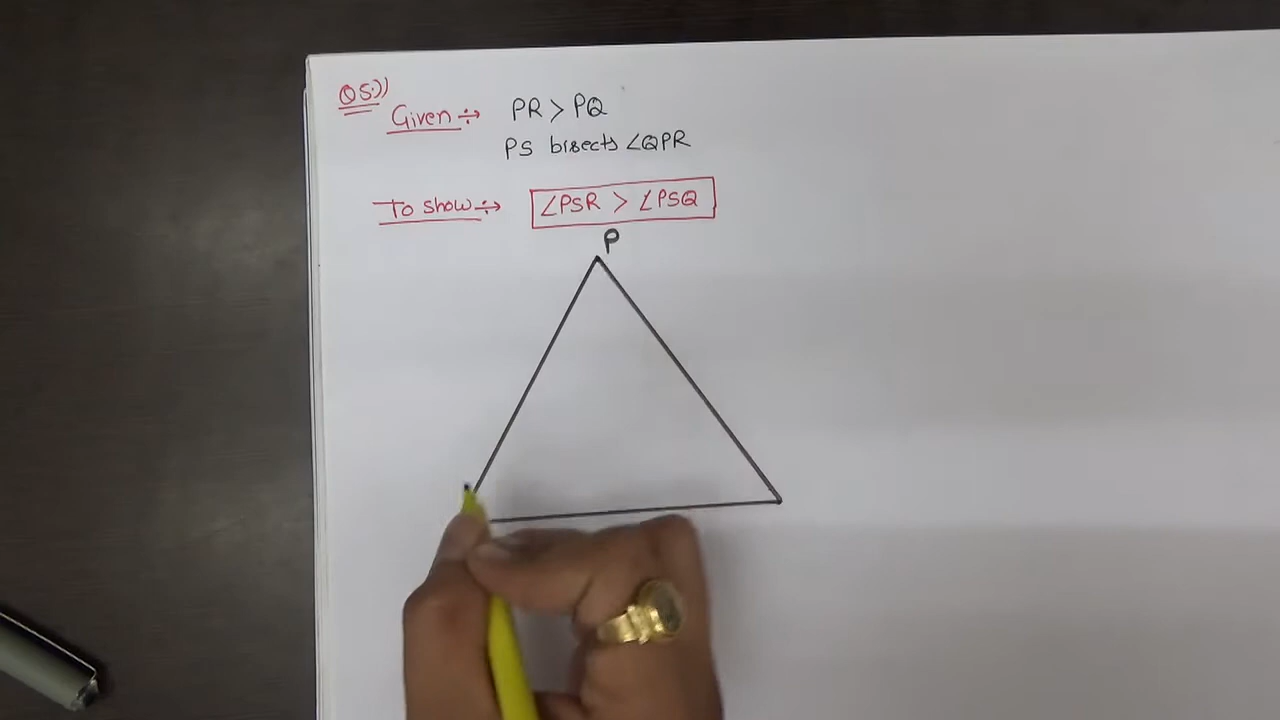 Q5.))
Given ÷→ PR > PQ
PS bisects ∠QPR
To show ÷→ ∠PSR > ∠PSQ
P